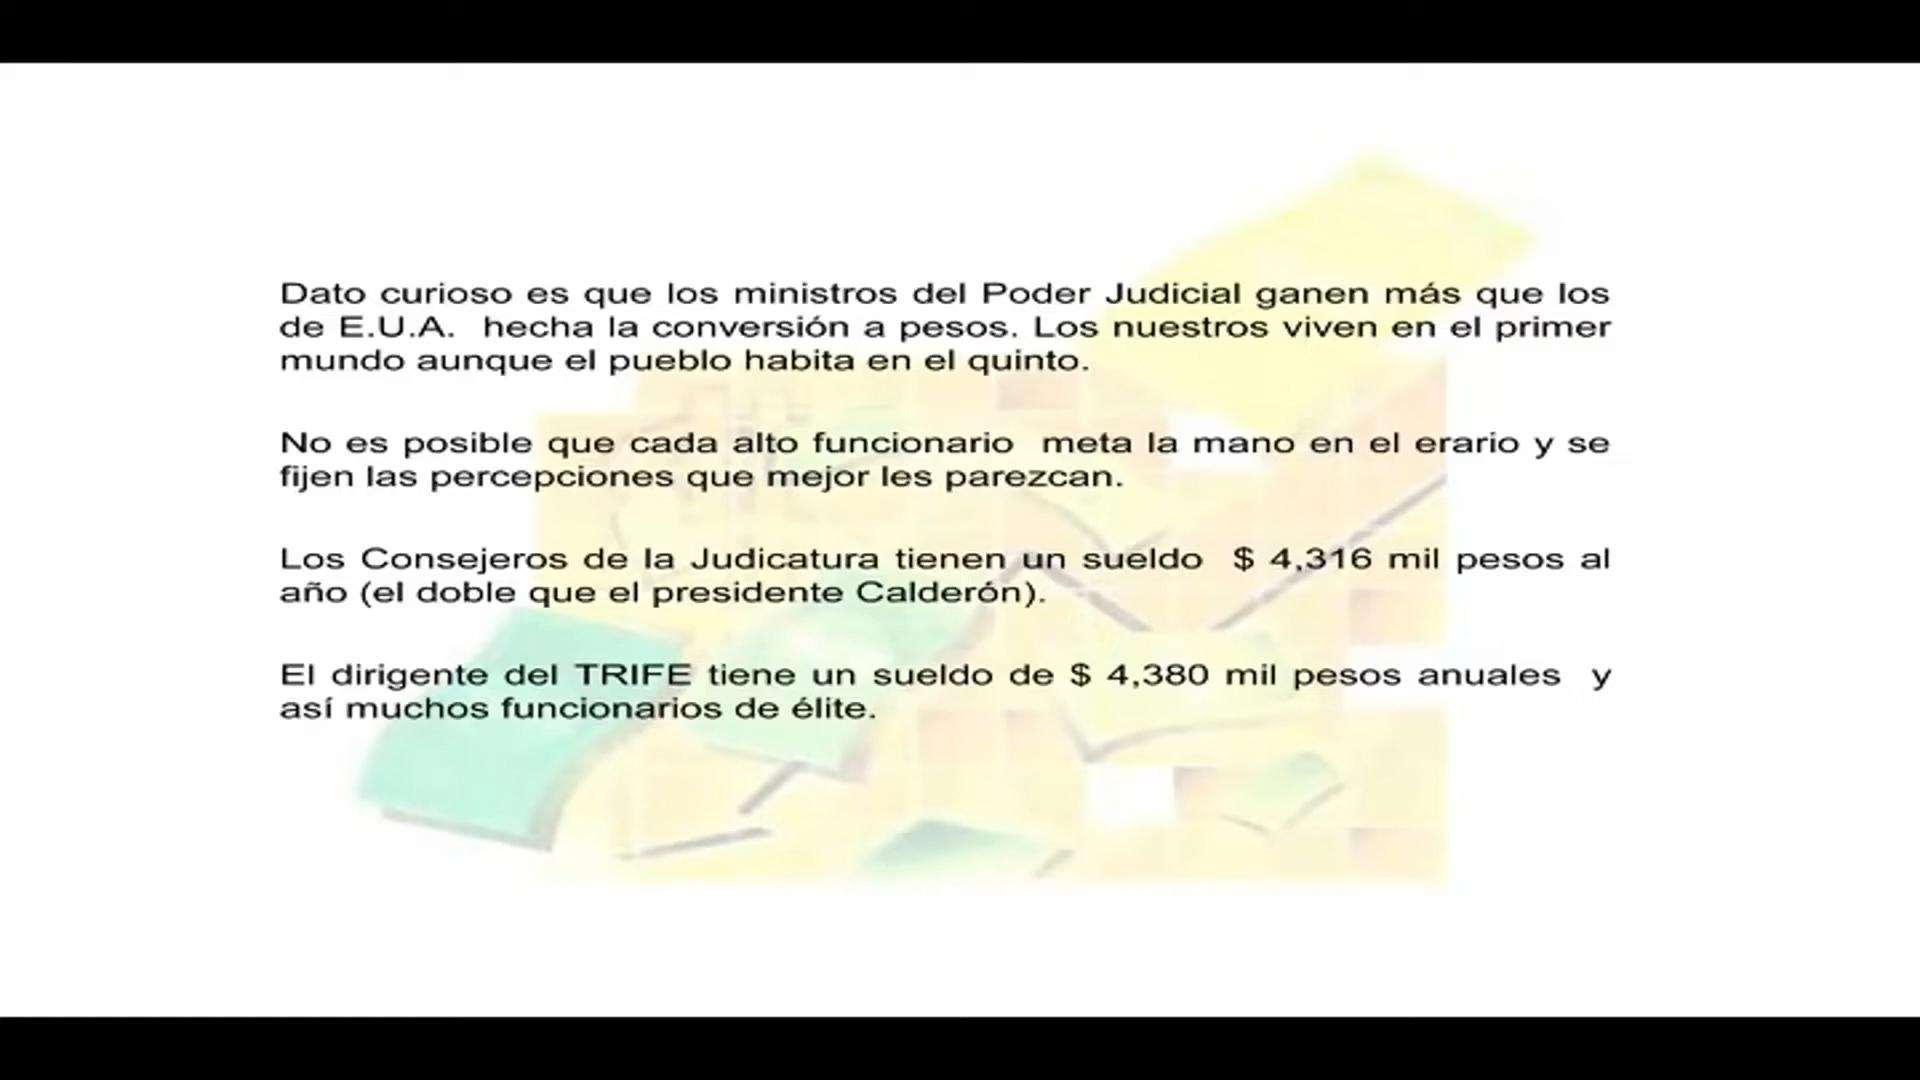 Dato curioso es que los ministros del Poder Judicial ganen más que los
de E.U.A.  hecha la conversión a pesos. Los nuestros viven en el primer
mundo aunque el pueblo habita en el quinto.
No es posible que cada alto funcionario  meta la mano en el erario y se
fijen las percepciones que mejor les parezcan.
Los Consejeros de la Judicatura tienen un sueldo  $ 4,316 mil pesos al
año (el doble que el presidente Calderón).
El dirigente del TRIFE tiene un sueldo de $ 4,380 mil pesos anuales  y
así muchos funcionarios de élite.